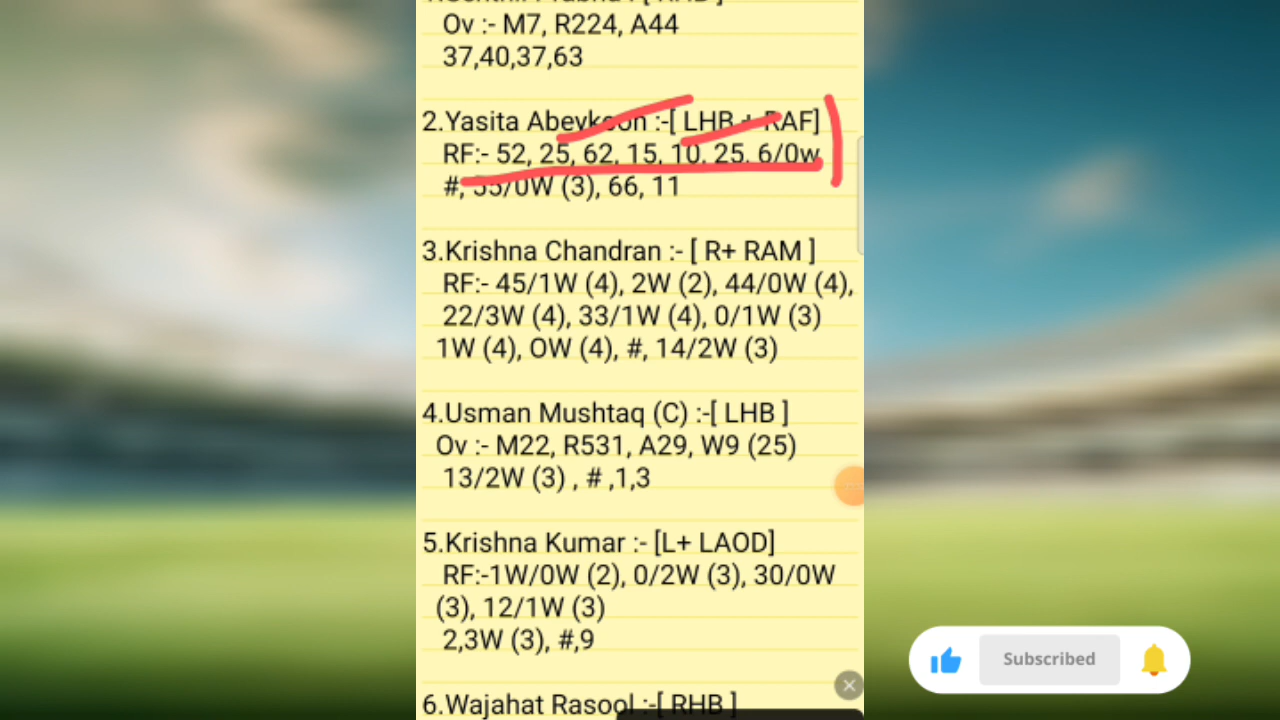 Ov :- M7, R224, A44
37,40,37,63
2.Yasita Abeykoon :-[ LHB + RAF]
RF:- 52, 25, 62, 15, 10, 25, 6/0w
#, 55/0W (3), 66, 11
3.Krishna Chandran :- [ R+ RAM ]
RF:- 45/1W (4), 2W (2), 44/0W (4),
22/3W (4), 33/1W (4), 0/1W (3)
1W (4), OW (4), #, 14/2W (3)
4.Usman Mushtaq (C) :-[ LHB ]
Ov :- M22, R531, A29, W9 (25)
13/2W (3) , # ,1,3
5.Krishna Kumar :- [L+ LAOD]
RF:-1W/0W (2), 0/2W (3), 30/0W
(3), 12/1W (3)
2,3W (3), #,9
6.Wajahat Rasool :-[ RHB ]
Subscribed